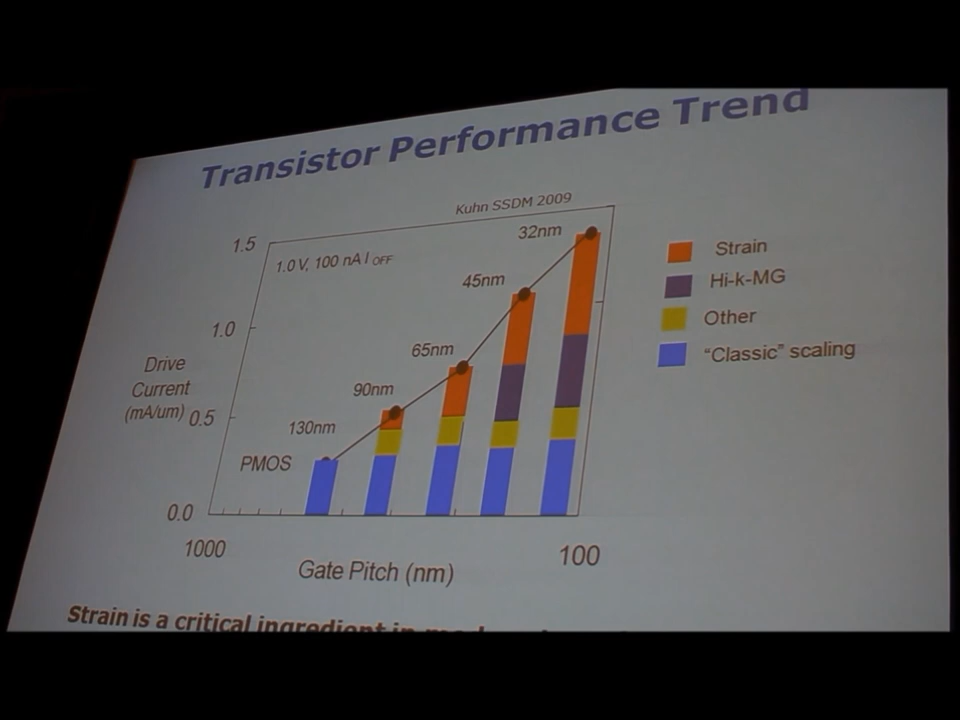 Transistor Performance Trend
Kuhn SSDM 2009
1.5
1.0 V, 100 nA I OFF
32nm
Strain
45nm
Hi-k-MG
1.0
Other
65nm
"Classic" scaling
Drive
Current
(mA/um)
0.5
90nm
130nm
PMOS
0.0
1000
100
Gate Pitch (nm)
Strain is a critical ingredient in